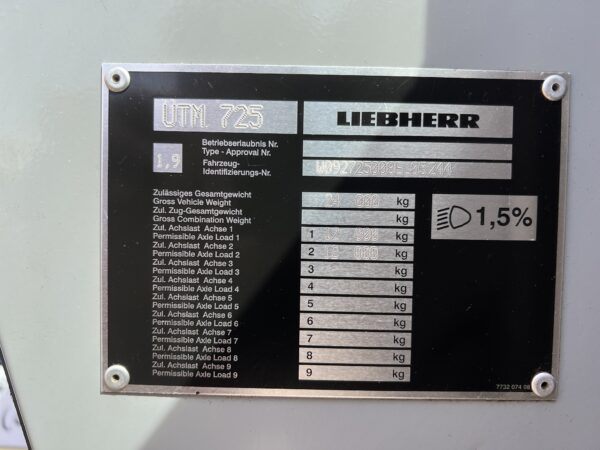 UTM. 725 LIEBHERR
Betriebserlaubnis Nr.
Type - Approval Nr.
1,9
Fahrzeug-
Identifizierungs-Nr.
Zulässiges Gesamtgewicht
Gross Vehicle Weight kg
Zul. Zug-Gesamtgewicht
Gross Combination Weight kg
1,5%
Zul. Achslast Achse 1
Permissible Axle Load 1 1 kg
Zul. Achslast Achse 2
Permissible Axle Load 2 2 kg
Zul. Achslast Achse 3
Permissible Axle Load 3 3 kg
Zul. Achslast Achse 4
Permissible Axle Load 4 4 kg
Zul. Achslast Achse 5
Permissible Axle Load 5 5 kg
Zul. Achslast Achse 6
Permissible Axle Load 6 6 kg
Zul. Achslast Achse 7
Permissible Axle Load 7 7 kg
Zul. Achslast Achse 8
Permissible Axle Load 8 8 kg
Zul. Achslast Achse 9
Permissible Axle Load 9 9 kg
7732 074 08